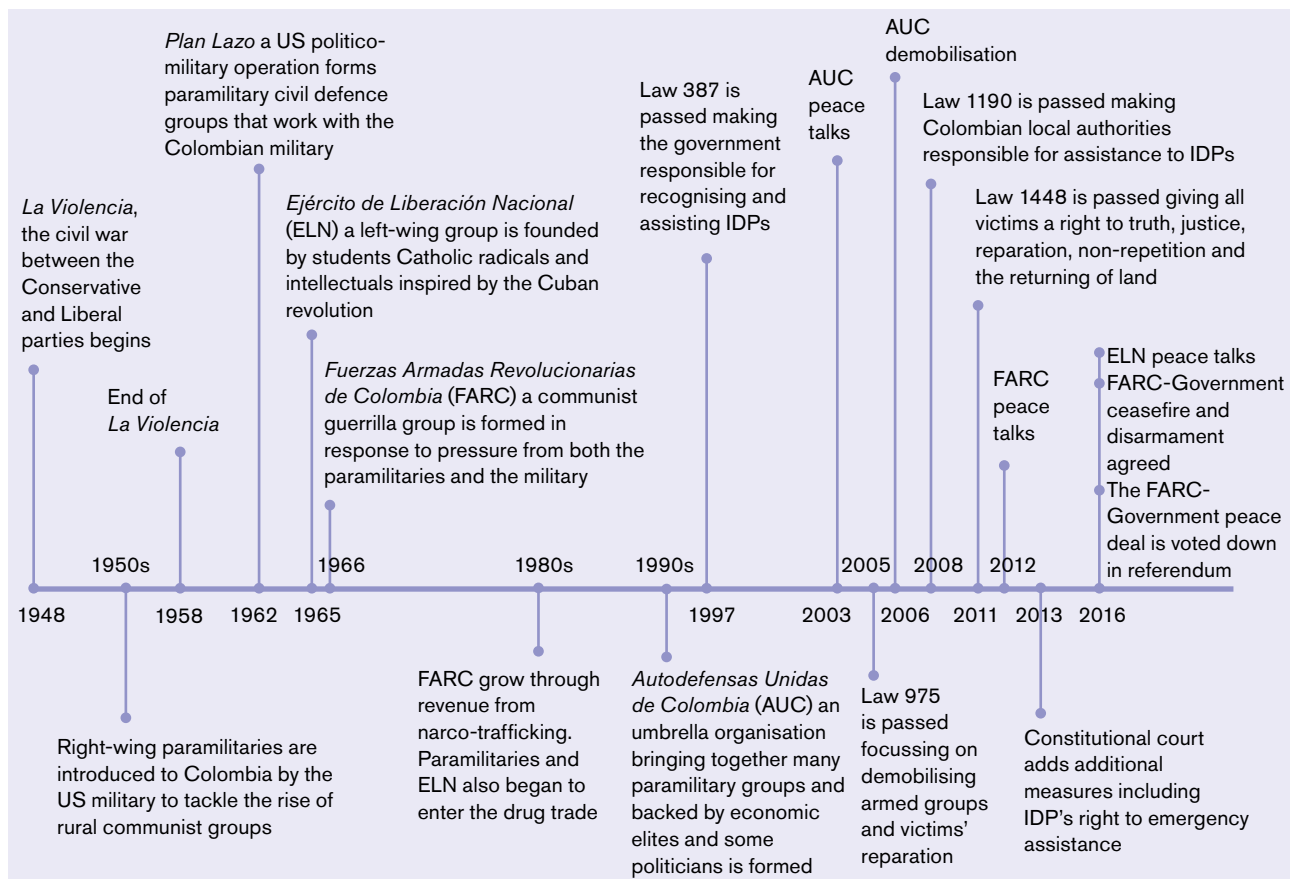 La Violencia,
the civil war
between the
Conservative
and Liberal
parties begins
End of
La Violencia
Plan Lazo a US politico-
military operation forms
paramilitary civil defence
groups that work with the
Colombian military
Ejército de Liberación Nacional
(ELN) a left-wing group is founded
by students Catholic radicals and
intellectuals inspired by the Cuban
revolution
Fuerzas Armadas Revolucionarias
de Colombia (FARC) a communist
guerrilla group is formed in
response to pressure from both the
paramilitaries and the military
Law 387 is
passed making
the government
responsible for
recognising and
assisting IDPs
AUC
peace
talks
AUC
demobilisation
Law 1190 is passed making
Colombian local authorities
responsible for assistance to IDPs
Law 1448 is passed giving all
victims a right to truth, justice,
reparation, non-repetition and
the returning of land
FARC
peace
talks
ELN peace talks
FARC-Government
ceasefire and
disarmament
agreed
The FARC-
Government peace
deal is voted down
in referendum
1950s
1966
1980s
1990s
2005
2008
2012
1948
1958
1962
1965
1997
2003
2006
2011
2013
2016
Right-wing paramilitaries are
introduced to Colombia by the
US military to tackle the rise of
rural communist groups
FARC grow through
revenue from
narco-trafficking.
Paramilitaries and
ELN also began to
enter the drug trade
Autodefensas Unidas
de Colombia (AUC) an
umbrella organisation
bringing together many
paramilitary groups and
backed by economic
elites and some
politicians is formed
Law 975
is passed
focussing on
demobilising
armed groups
and victims'
reparation
Constitutional court
adds additional
measures including
IDP's right to emergency
assistance